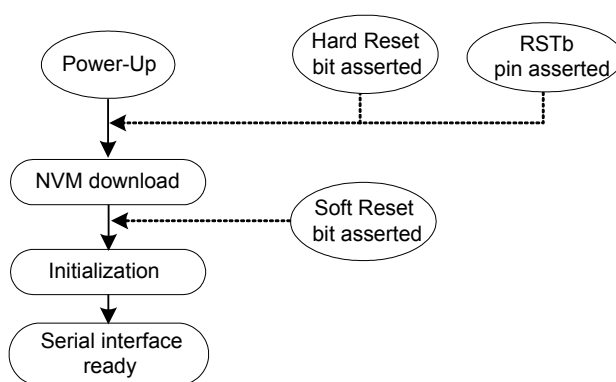 Power-Up
Hard Reset
bit asserted
RSTb
pin asserted
NVM download
Soft Reset
bit asserted
Initialization
Serial interface
ready